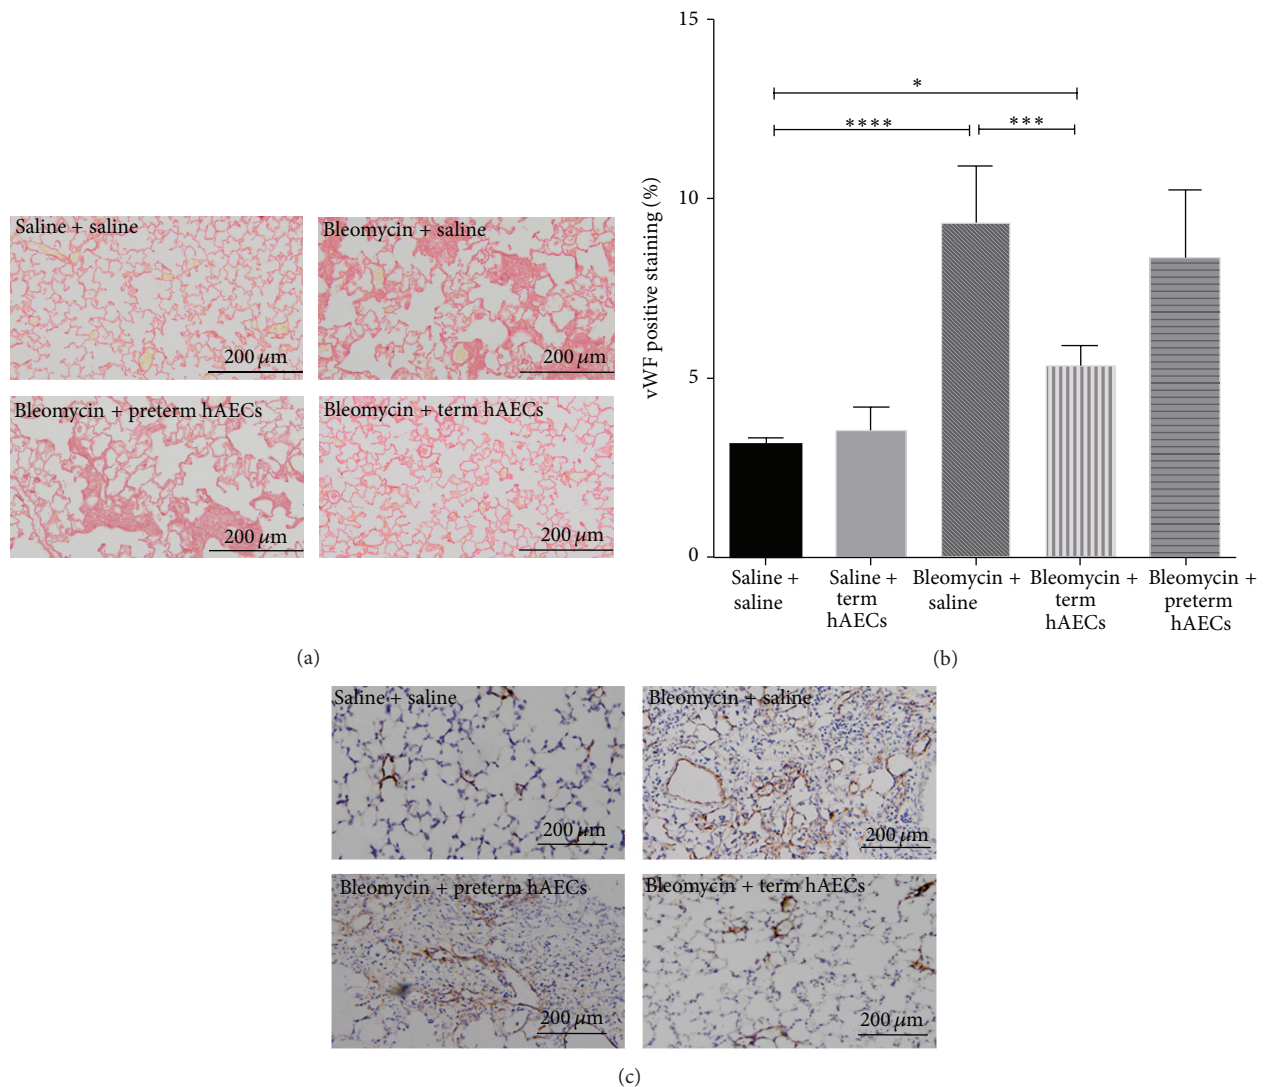 Saline + saline
200 μm
Bleomycin + saline
200 μm
Bleomycin + preterm hAECs
200 μm
Bleomycin + term hAECs
200 μm
(a)
vWF positive staining (%)
15
10
5
0
*
****
***
Saline +
saline
Saline +
term
hAECs
Bleomycin +
saline
Bleomycin +
term
hAECs
Bleomycin +
preterm
hAECs
(b)
Saline + saline
200 μm
Bleomycin + saline
200 μm
Bleomycin + preterm hAECs
200 μm
Bleomycin + term hAECs
200 μm
(c)